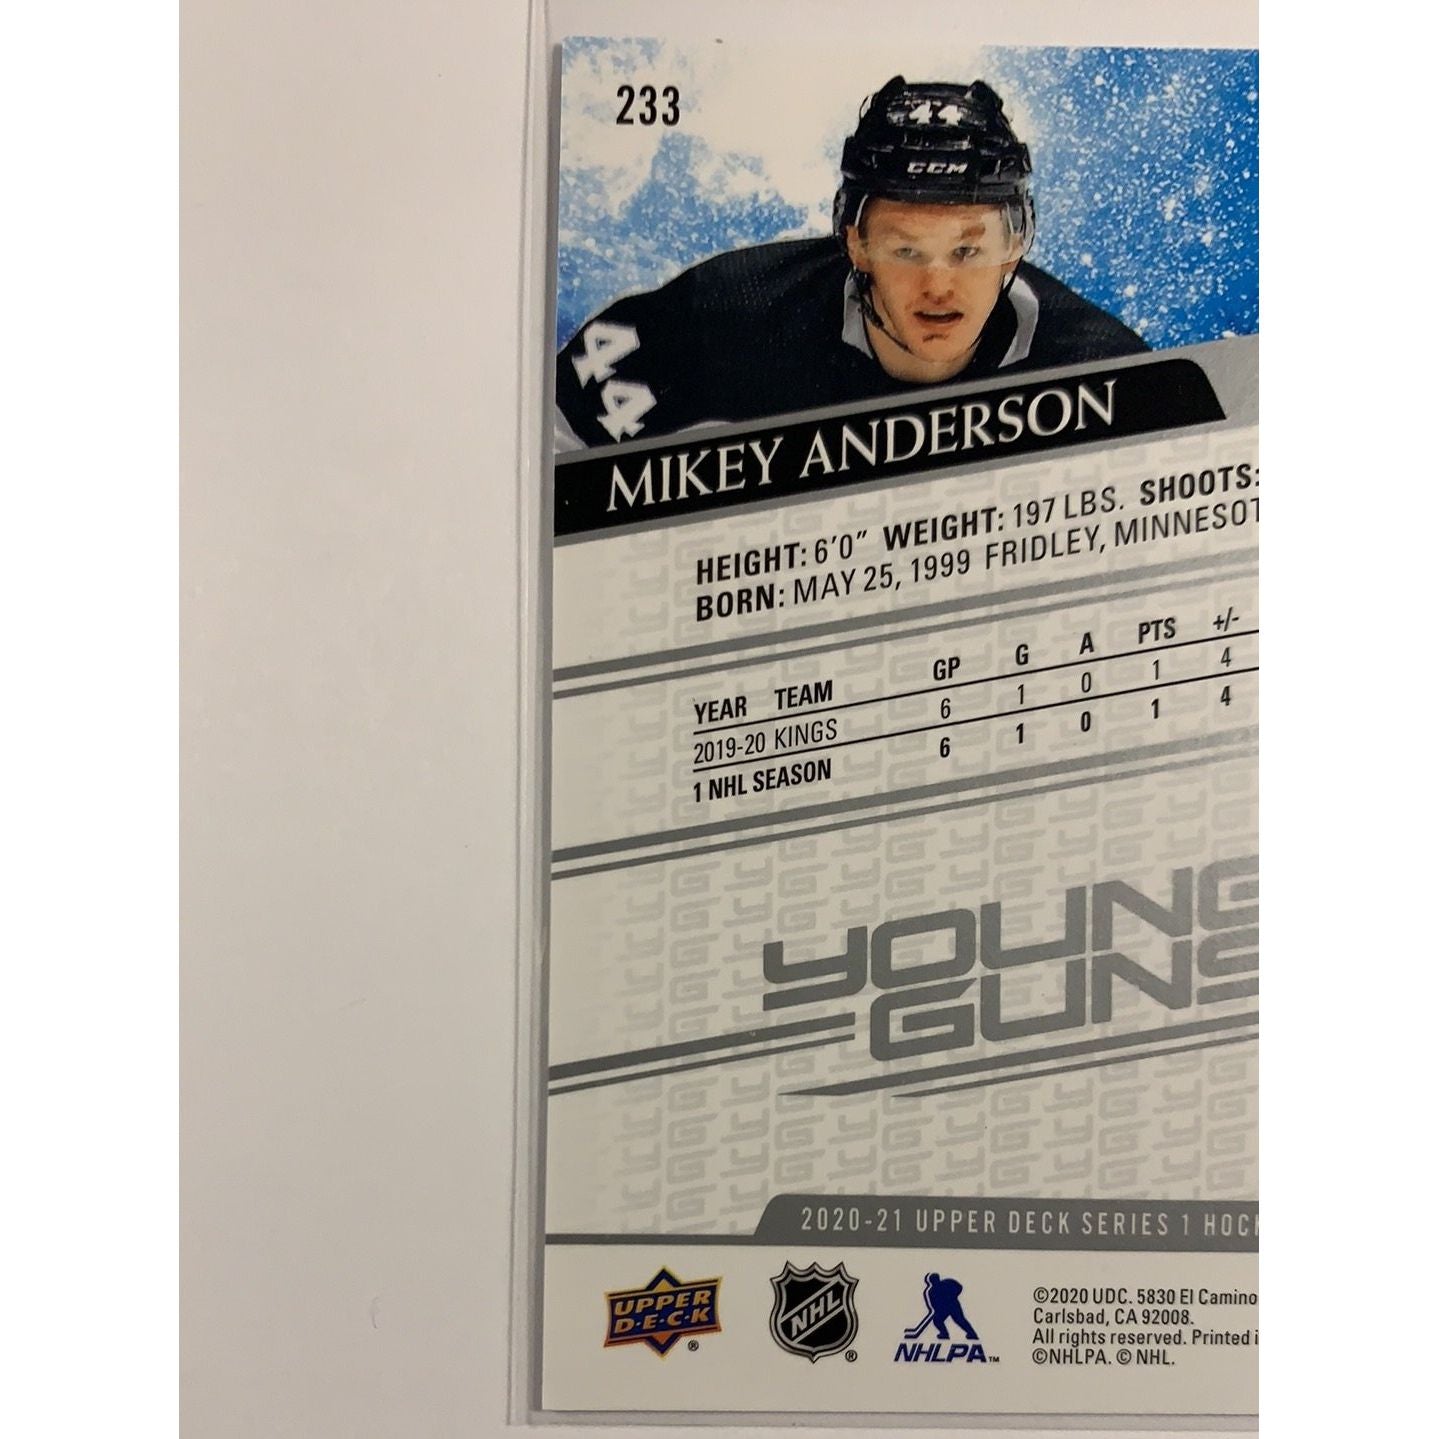 233
44
CCM
44
MIKEY ANDERSON
HEIGHT: 6'0" WEIGHT: 197 LBS. SHOOTS:
BORN: MAY 25, 1999 FRIDLEY, MINNESOT
YEAR TEAM GP G A PTS +/-
2019-20 KINGS 6 1 0 1 4
1 NHL SEASON 6 1 0 1 4
YOUNG
GUNS
2020-21 UPPER DECK SERIES 1 HOCK
UPPER
D·E·C·K
®
NHL
®
NHLPA™
©2020 UDC. 5830 El Camino
Carlsbad, CA 92008.
All rights reserved. Printed i
©NHLPA. © NHL.